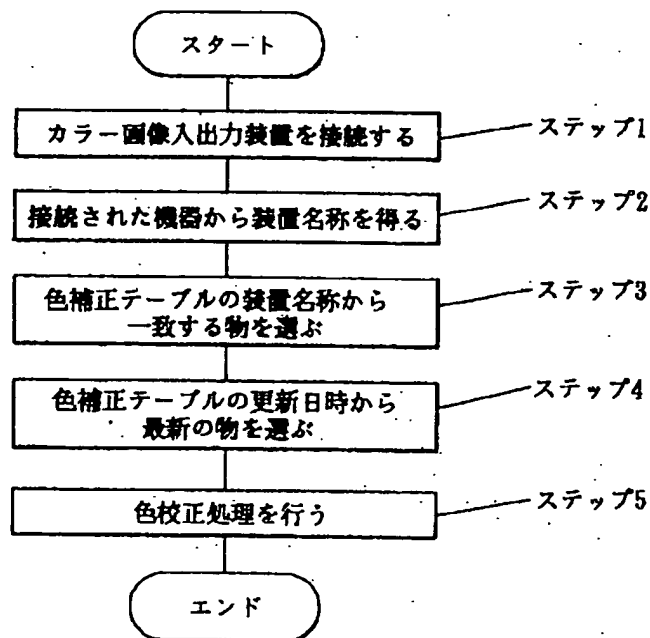 スタート
カラー画像入出力装置を接続する
ステップ1
接続された機器から装置名称を得る
ステップ2
色補正テーブルの装置名称から
一致する物を選ぶ
ステップ3
色補正テーブルの更新日時から
最新の物を選ぶ
ステップ4
色校正処理を行う
ステップ5
エンド